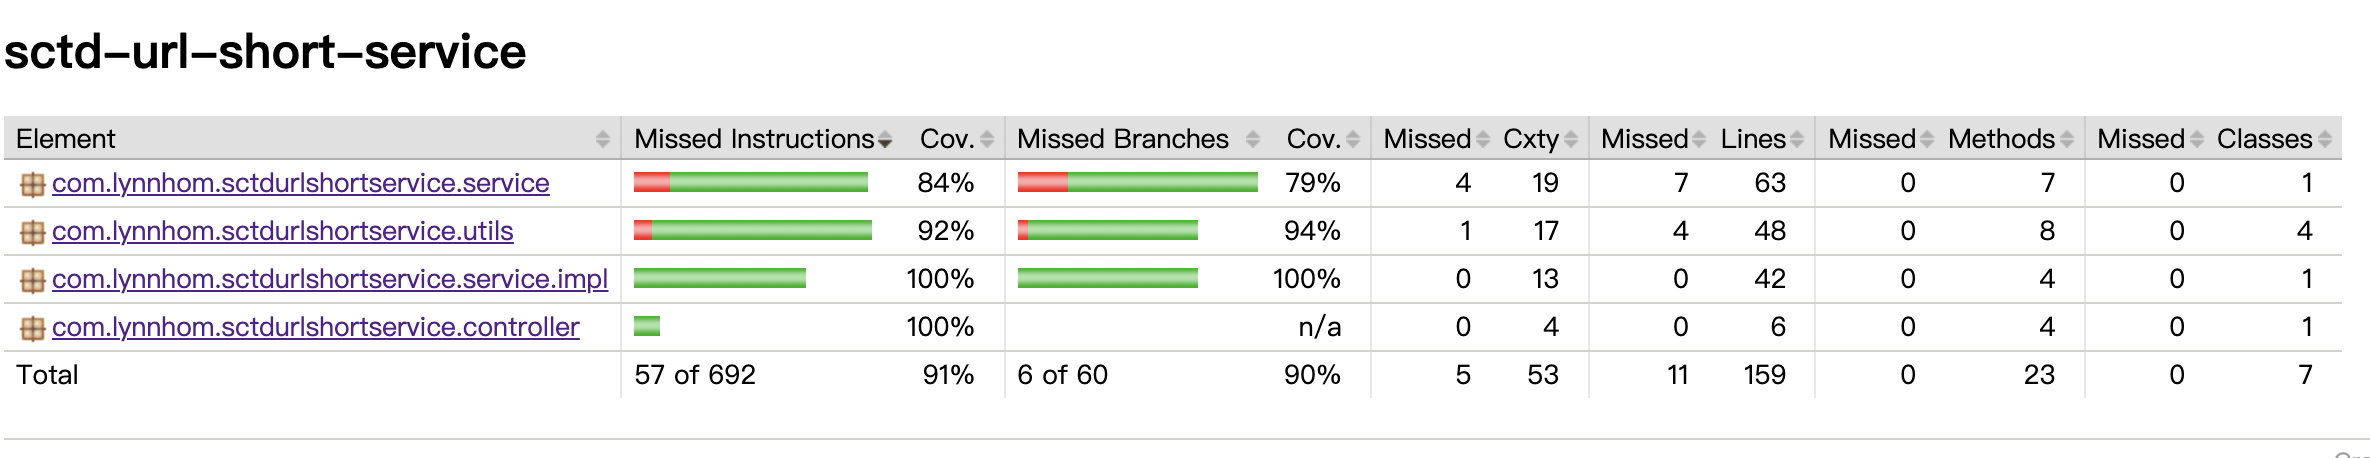 sctd-url-short-service
Element Missed Instructions Cov. Missed Branches Cov. Missed Cxty Missed Lines Missed Methods Missed Classes
com.lynnhom.sctdurlshortservice.service 84% 79% 4 19 7 63 0 7 0 1
com.lynnhom.sctdurlshortservice.utils 92% 94% 1 17 4 48 0 8 0 4
com.lynnhom.sctdurlshortservice.service.impl 100% 100% 0 13 0 42 0 4 0 1
com.lynnhom.sctdurlshortservice.controller 100% n/a 0 4 0 6 0 4 0 1
Total 57 of 692 91% 6 of 60 90% 5 53 11 159 0 23 0 7